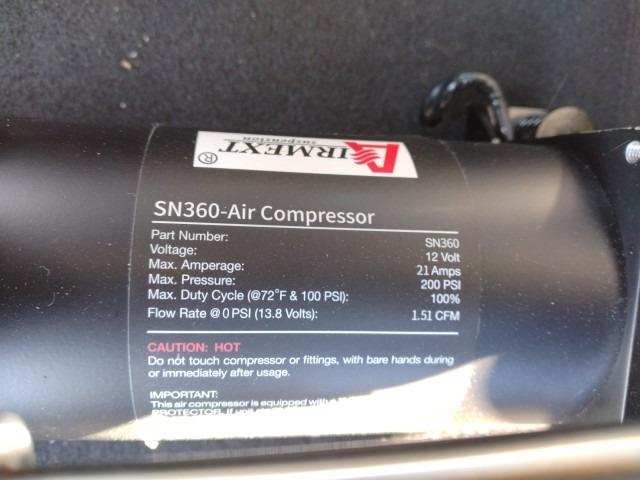 AIRMEXT
suspension
®
SN360-Air Compressor
Part Number: SN360
Voltage: 12 Volt
Max. Amperage: 21 Amps
Max. Pressure: 200 PSI
Max. Duty Cycle (@72°F & 100 PSI): 100%
Flow Rate @ 0 PSI (13.8 Volts): 1.51 CFM
CAUTION: HOT
Do not touch compressor or fittings, with bare hands during
or immediately after usage.
IMPORTANT:
This air compressor is equipped with a
PROTECTOR. If unit